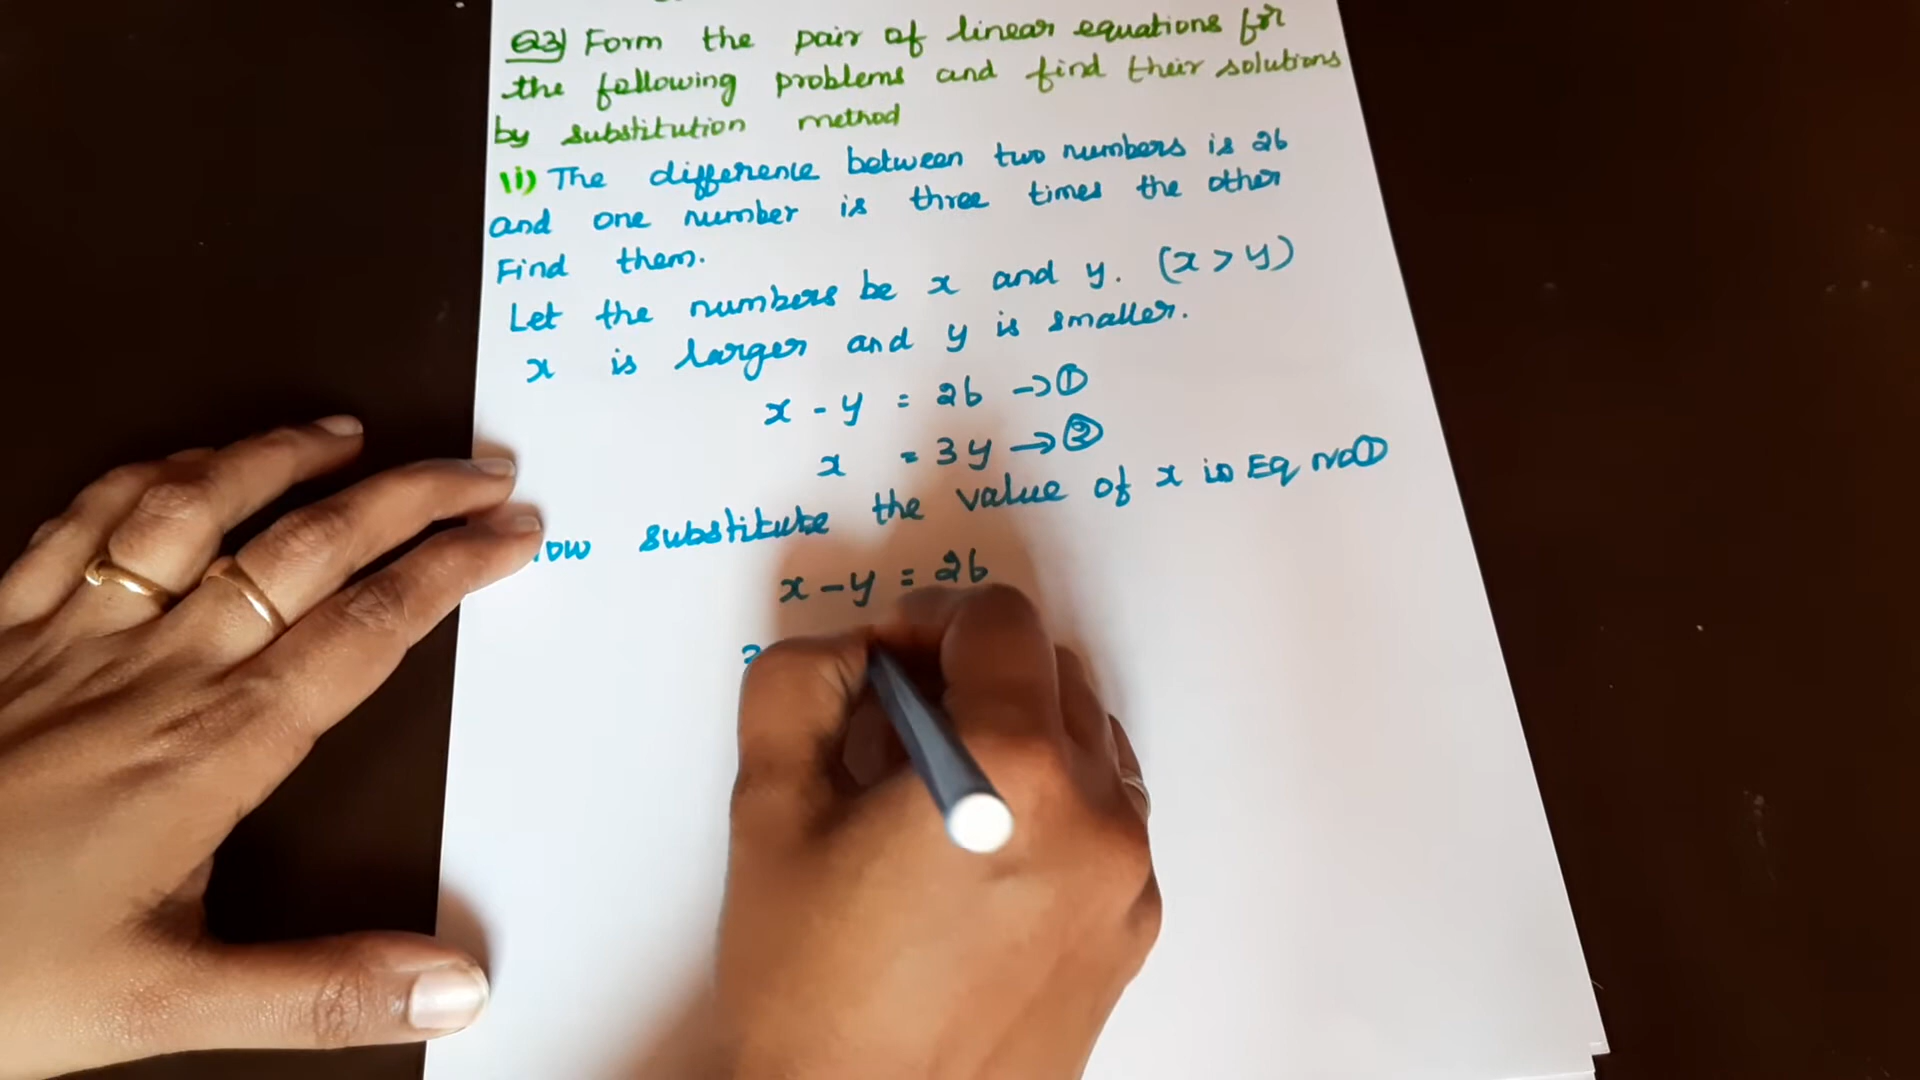 Q3) Form the pair of linear equations for
the following problems and find their solutions
by substitution method
(i) The difference between two numbers is 26
and one number is three times the other
Find them.
Let the numbers be x and y. (x > y)
x is larger and y is smaller.
x - y = 26 → ①
x = 3y → ②
substitute the value of x in Eq no ①
x - y = 26